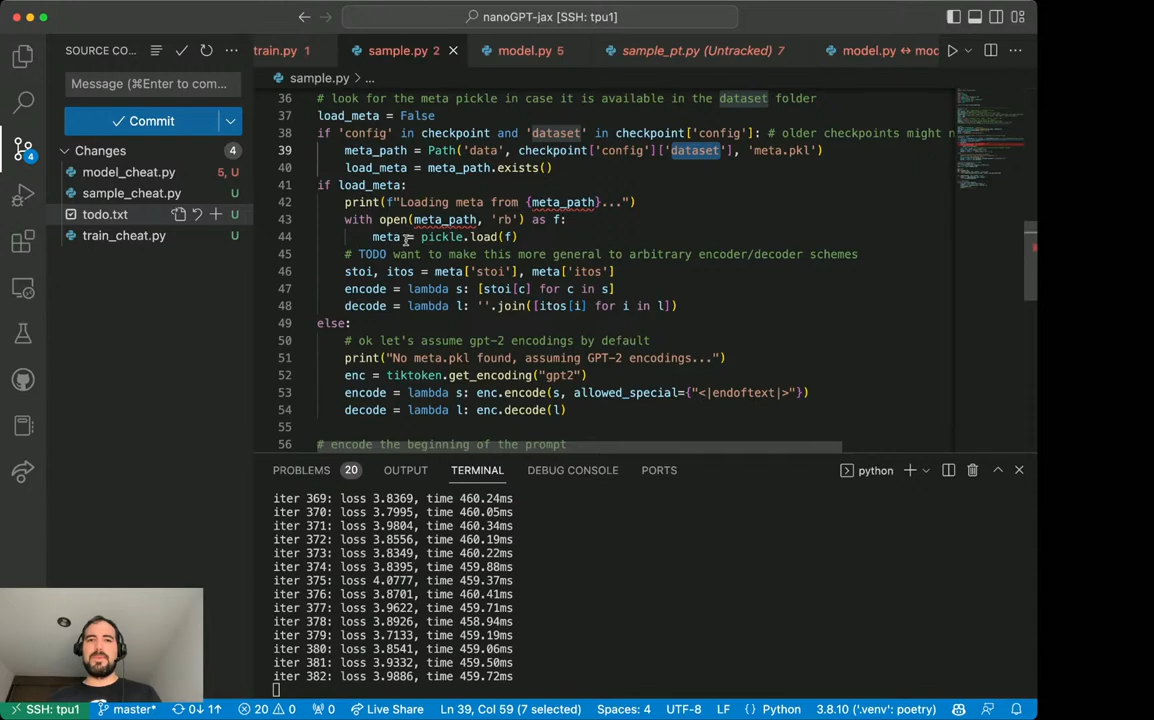 nanoGPT-jax [SSH: tpu1]
SOURCE CO...
train.py 1
sample.py 2
model.py 5
sample_pt.py (Untracked) 7
model.py ↔ mod
sample.py > ...
Message (⌘Enter to com...
Commit
Changes
4
model_cheat.py
5, U
sample_cheat.py
U
todo.txt
U
train_cheat.py
U
36 # look for the meta pickle in case it is available in the dataset folder
37 load_meta = False
38 if 'config' in checkpoint and 'dataset' in checkpoint['config']: # older checkpoints might n
39 meta_path = Path('data', checkpoint['config']['dataset'], 'meta.pkl')
40 load_meta = meta_path.exists()
41 if load_meta:
42 print(f"Loading meta from {meta_path}...")
43 with open(meta_path, 'rb') as f:
44 meta = pickle.load(f)
45 # TODO want to make this more general to arbitrary encoder/decoder schemes
46 stoi, itos = meta['stoi'], meta['itos']
47 encode = lambda s: [stoi[c] for c in s]
48 decode = lambda l: ''.join([itos[i] for i in l])
49 else:
50 # ok let's assume gpt-2 encodings by default
51 print("No meta.pkl found, assuming GPT-2 encodings...")
52 enc = tiktoken.get_encoding("gpt2")
53 encode = lambda s: enc.encode(s, allowed_special={"<|endoftext|>"})
54 decode = lambda l: enc.decode(l)
55
56 # encode the beginning of the prompt
4
PROBLEMS 20 OUTPUT TERMINAL DEBUG CONSOLE PORTS
python
iter 369: loss 3.8369, time 460.24ms
iter 370: loss 3.7995, time 460.05ms
iter 371: loss 3.9804, time 460.34ms
iter 372: loss 3.8556, time 460.19ms
iter 373: loss 3.8349, time 460.22ms
iter 374: loss 3.8395, time 459.88ms
iter 375: loss 4.0777, time 459.37ms
iter 376: loss 3.8701, time 460.41ms
iter 377: loss 3.9622, time 459.71ms
iter 378: loss 3.8926, time 458.94ms
iter 379: loss 3.7133, time 459.19ms
iter 380: loss 3.8541, time 459.06ms
iter 381: loss 3.9332, time 459.50ms
iter 382: loss 3.9886, time 459.72ms
SSH: tpu1 master* 0↓ 1↑ 20 0 0 Live Share Ln 39, Col 59 (7 selected) Spaces: 4 UTF-8 LF Python 3.8.10 ('.venv': poetry)